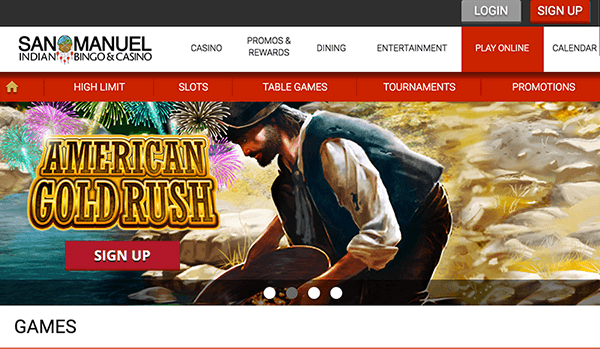 LOGIN
SIGN UP
SAN MANUEL
INDIAN BINGO & CASINO
CASINO
PROMOS &
REWARDS
DINING
ENTERTAINMENT
PLAY ONLINE
CALENDAR
HIGH LIMIT
SLOTS
TABLE GAMES
TOURNAMENTS
PROMOTIONS
AMERICAN
GOLD RUSH
SIGN UP
GAMES